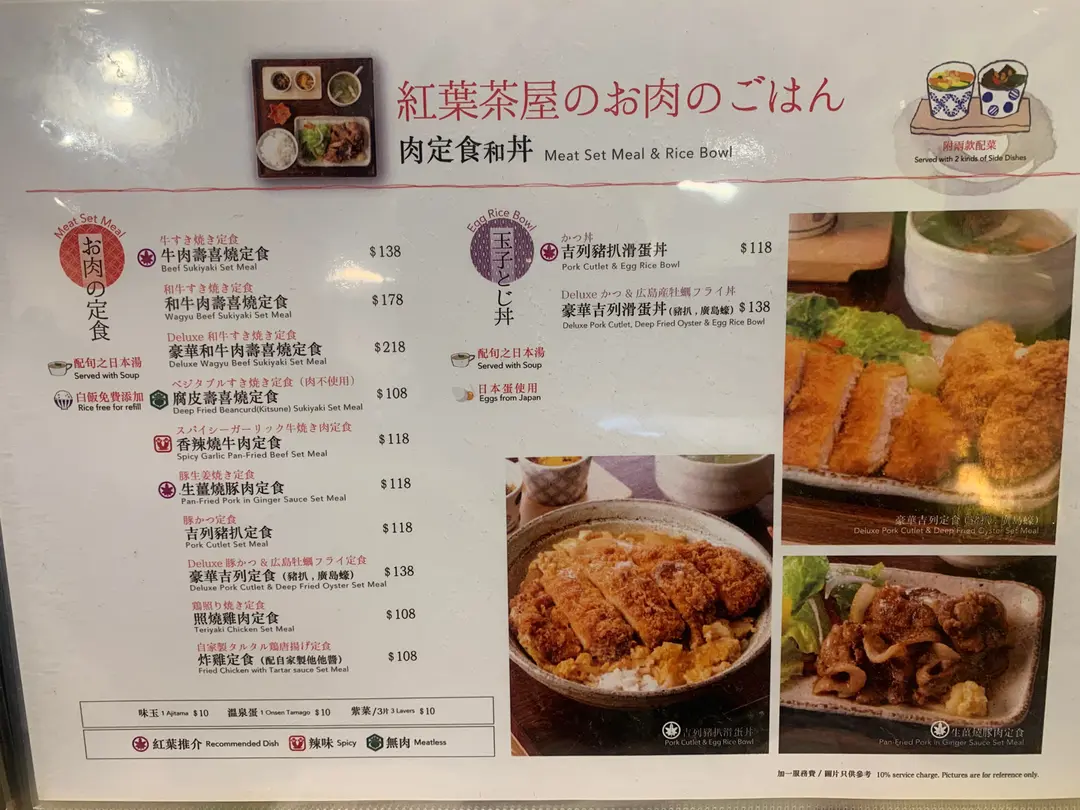 紅葉茶屋のお肉のごはん
肉定食和丼 Meat Set Meal & Rice Bowl
附兩款配菜
Served with 2 kinds of Side Dishes
Meat Set Meal
お肉の定食
配旬之日本湯
Served with Soup
白飯免費添加
Rice free for refill
牛すき焼き定食
牛肉壽喜燒定食 $138
Beef Sukiyaki Set Meal
和牛すき焼き定食
和牛肉壽喜燒定食 $178
Wagyu Beef Sukiyaki Set Meal
Deluxe 和牛すき焼き定食
豪華和牛肉壽喜燒定食 $218
Deluxe Wagyu Beef Sukiyaki Set Meal
ベジタブルすき焼き定食（肉不使用）
腐皮壽喜燒定食 $108
Deep Fried Beancurd(Kitsune) Sukiyaki Set Meal
スパイシーガーリック牛焼き肉定食
香辣燒牛肉定食 $118
Spicy Garlic Pan-Fried Beef Set Meal
豚生姜焼き定食
生薑燒豚肉定食 $118
Pan-Fried Pork in Ginger Sauce Set Meal
豚かつ定食
吉列豬扒定食 $118
Pork Cutlet Set Meal
Deluxe 豚かつ & 広島牡蠣フライ定食
豪華吉列定食（豬扒 , 廣島蠔） $138
Deluxe Pork Cutlet & Deep Fried Oyster Set Meal
鶏照り焼き定食
照燒雞肉定食 $108
Teriyaki Chicken Set Meal
自家製タルタル鶏唐揚げ定食
炸雞定食（配自家製他他醬） $108
Fried Chicken with Tartar sauce Set Meal
味玉 1 Ajitama $10 温泉蛋 1 Onsen Tamago $10 紫菜/3片 3 Lavers $10
紅葉推介 Recommended Dish 辣味 Spicy 無肉 Meatless
Egg Rice Bowl
玉子とじ丼
配旬之日本湯
Served with Soup
日本蛋使用
Eggs from Japan
かつ丼
吉列豬扒滑蛋丼 $118
Pork Cutlet & Egg Rice Bowl
Deluxe かつ & 広島産牡蠣フライ丼
豪華吉列滑蛋丼(豬扒 , 廣島蠔) $138
Deluxe Pork Cutlet, Deep Fried Oyster & Egg Rice Bowl
豪華吉列定食（豬扒 , 廣島蠔）
Deluxe Pork Cutlet & Deep Fried Oyster Set Meal
吉列豬扒滑蛋丼
Pork Cutlet & Egg Rice Bowl
生薑燒豚肉定食
Pan-Fried Pork in Ginger Sauce Set Meal
加一服務費 / 圖片只供參考 10% service charge. Pictures are for reference only.